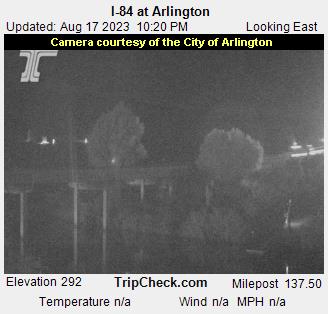 I-84 at Arlington
Updated: Aug 17 2023 10:20 PM Looking East
Camera courtesy of the City of Arlington
Elevation 292 TripCheck.com Milepost 137.50
Temperature n/a Wind n/a MPH n/a